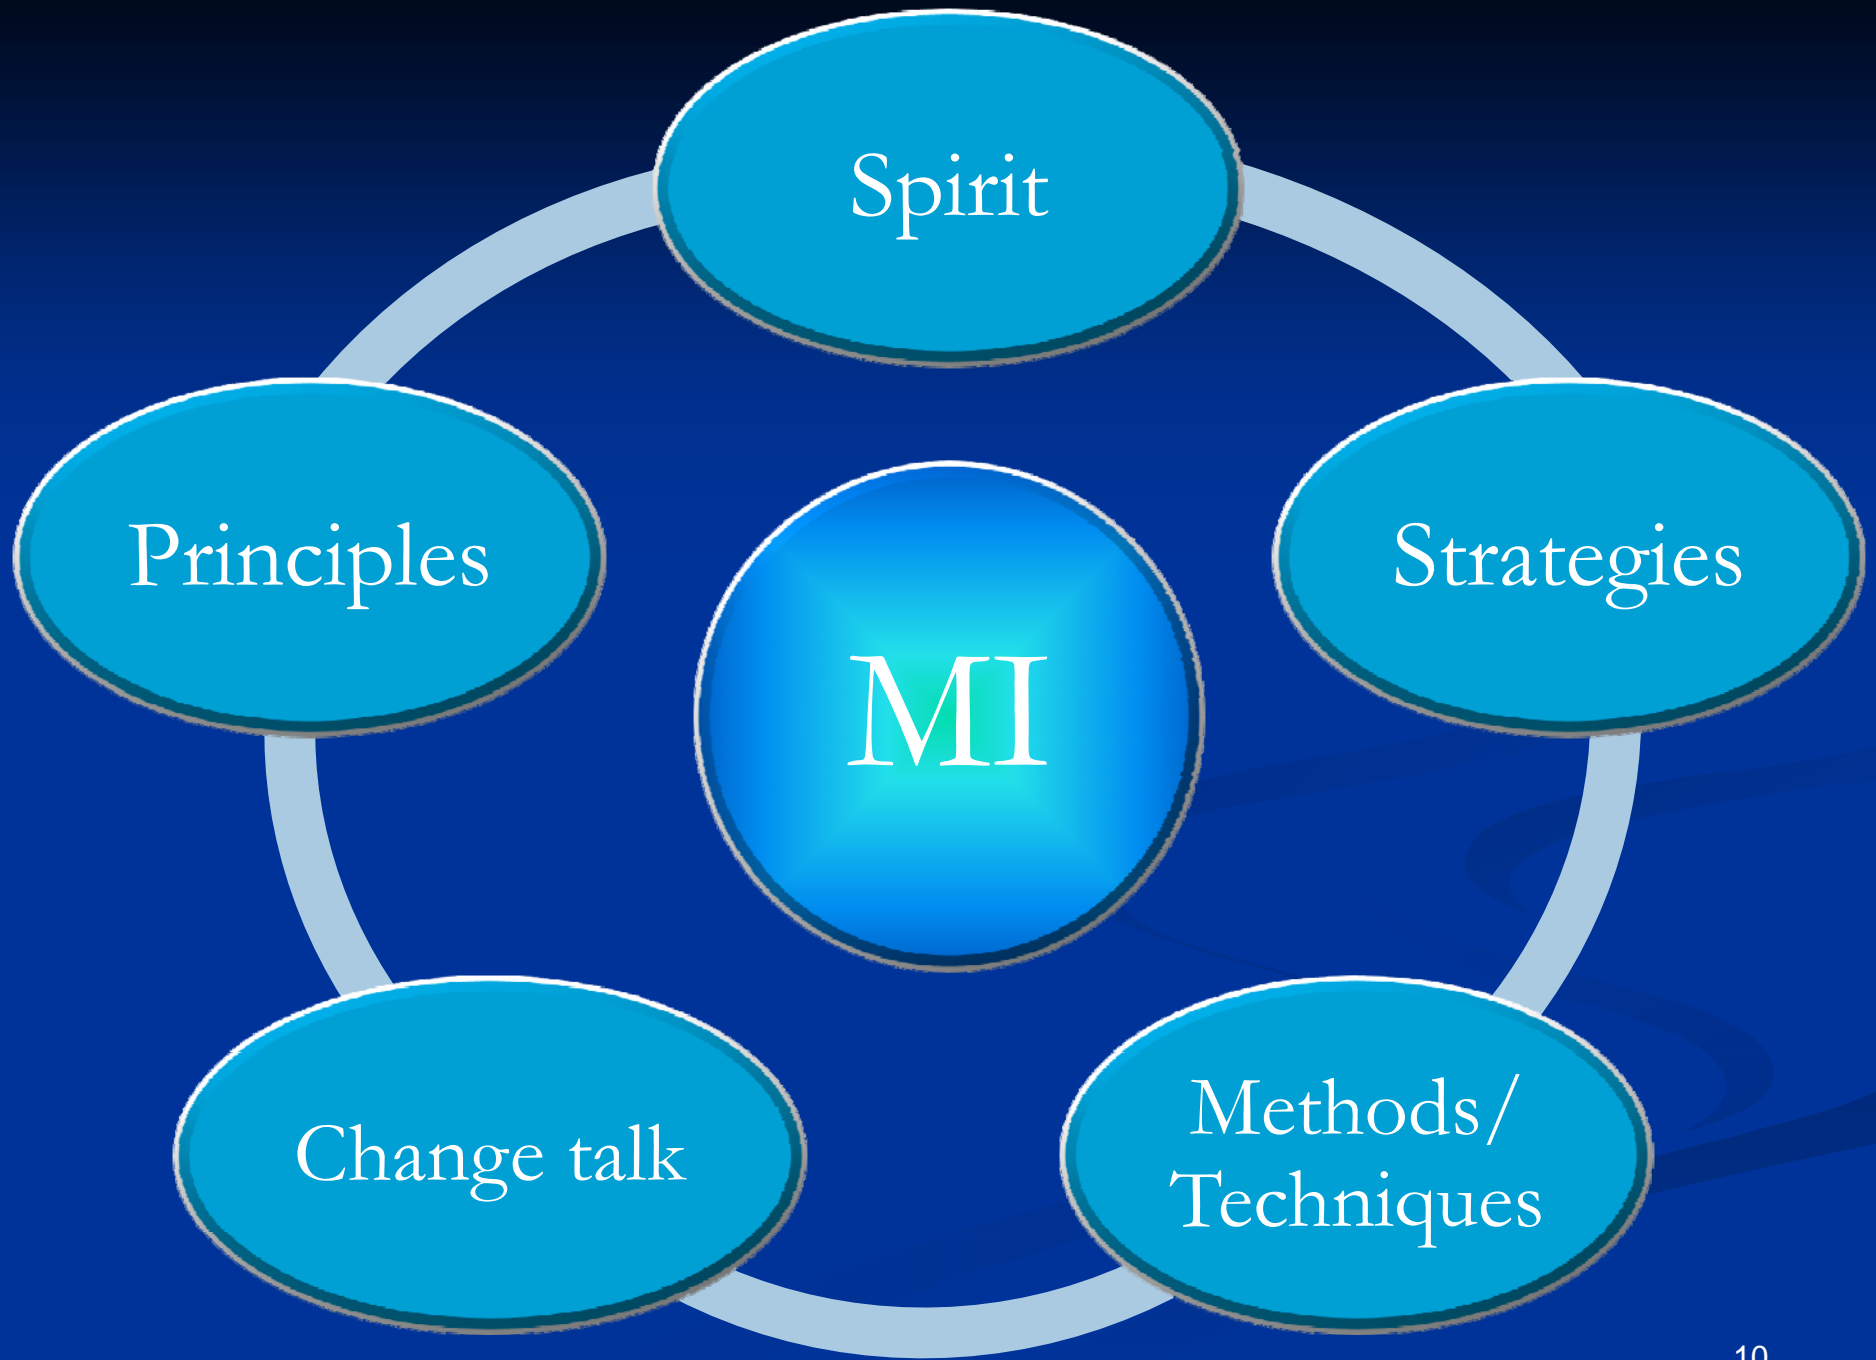 Spirit
Principles
Strategies
MI
Change talk
Methods/
Techniques
10